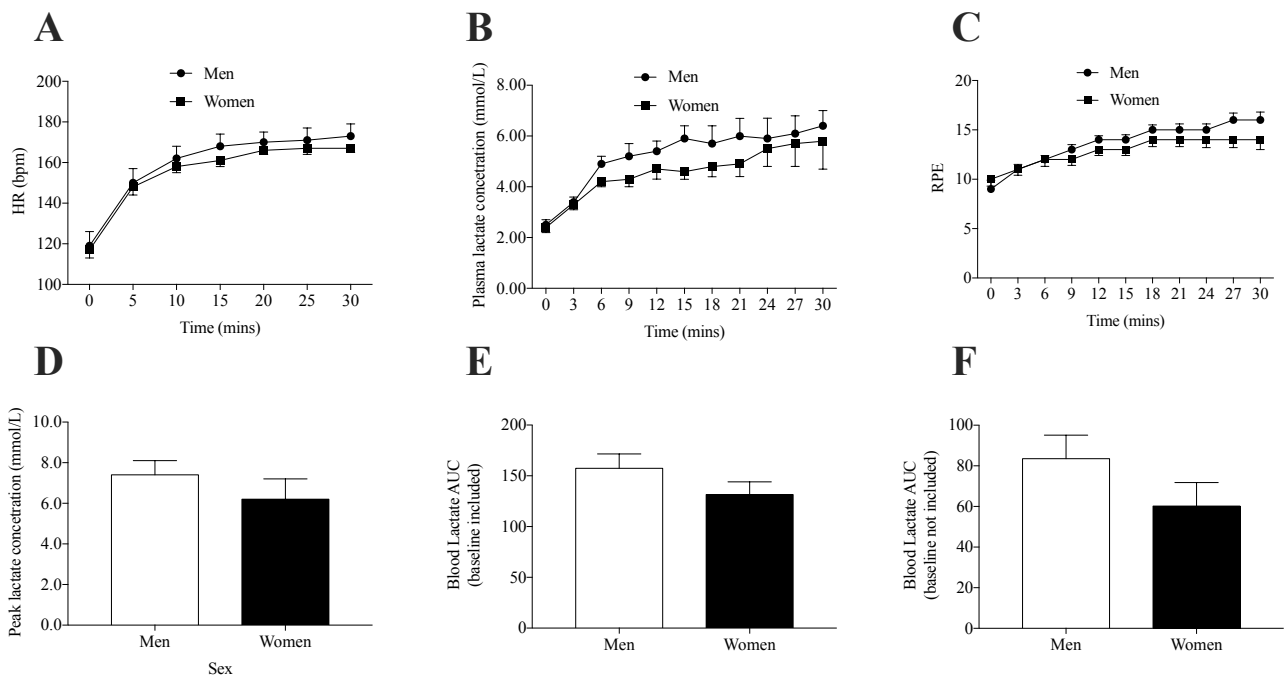 A
Men
Women
200
180
160
140
120
100
HR (bpm)
0 5 10 15 20 25 30
Time (mins)
B
Men
Women
8.00
6.00
4.00
2.00
0.00
Plasma lactate concetration (mmol/L)
0 3 6 9 12 15 18 21 24 27 30
Time (mins)
C
Men
Women
20
15
10
5
0
RPE
0 3 6 9 12 15 18 21 24 27 30
Time (mins)
D
10.0
8.0
6.0
4.0
2.0
0.0
Peak lactate concetration (mmol/L)
Men Women
Sex
E
200
150
100
50
0
Blood Lactate AUC
(baseline included)
Men Women
F
100
80
60
40
20
0
Blood Lactate AUC
(baseline not included)
Men Women